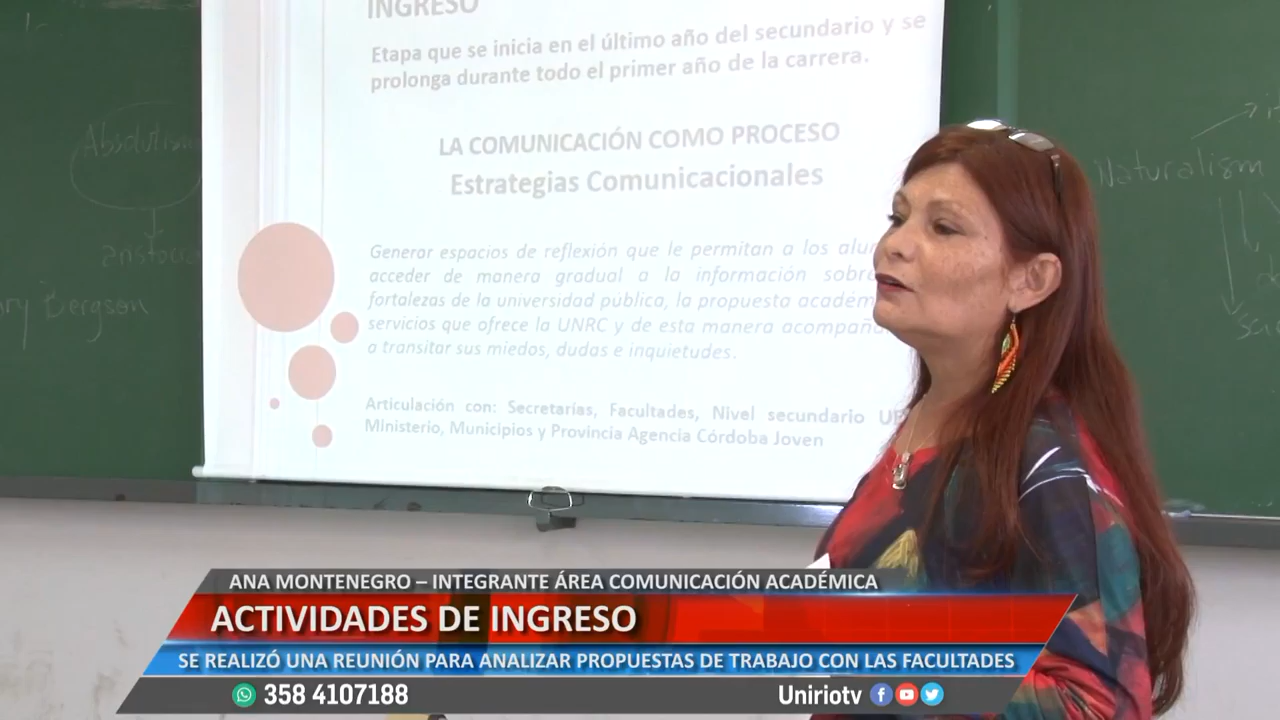 INGRESO
Etapa que se inicia en el último año del secundario y se
prolonga durante todo el primer año de la carrera.
LA COMUNICACIÓN COMO PROCESO
Estrategias Comunicacionales
Generar espacios de reflexión que le permitan a los
acceder de manera gradual a la información
fortalezas de la universidad pública, la propuesta
servicios que ofrece la UNRC y de esta manera
a transitar sus miedos, dudas e inquietudes.
Articulación con: Secretarías, Facultades, Nivel secundario
Ministerio, Municipios y Provincia Agencia Córdoba Joven
Bergson
Naturalism
ANA MONTENEGRO – INTEGRANTE ÁREA COMUNICACIÓN ACADÉMICA
ACTIVIDADES DE INGRESO
SE REALIZÓ UNA REUNIÓN PARA ANALIZAR PROPUESTAS DE TRABAJO CON LAS FACULTADES
358 4107188
Uniriotv